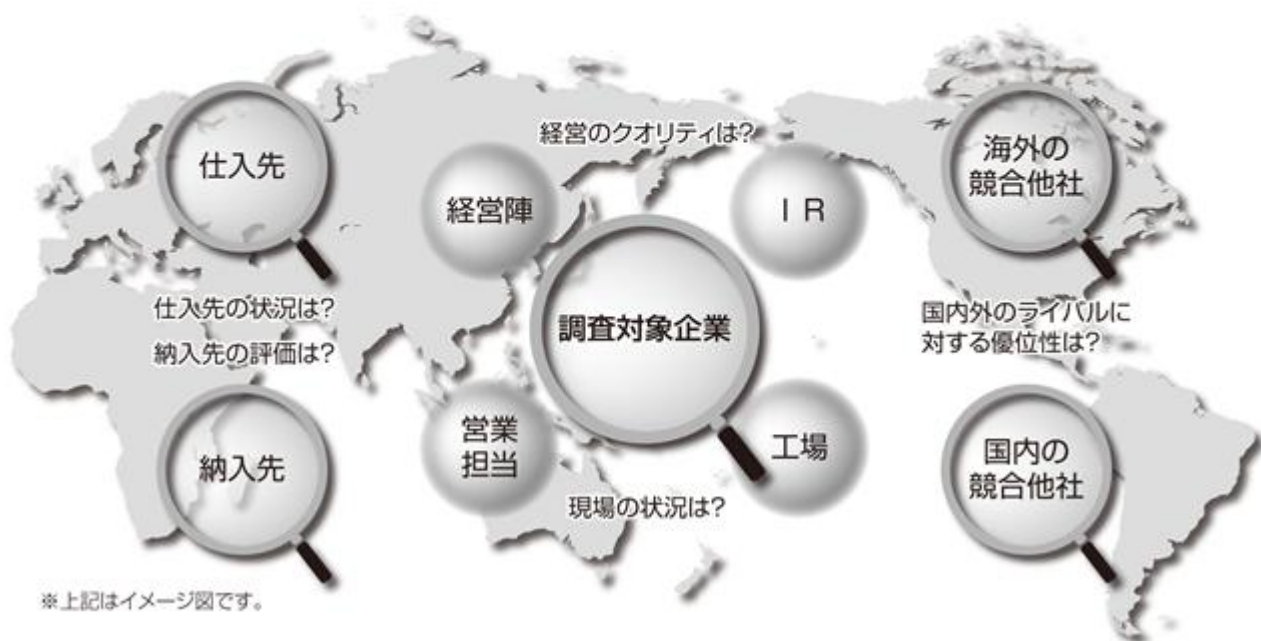 経営のクオリティは?
仕入先
経営陣
ＩＲ
海外の
競合他社
仕入先の状況は?
納入先の評価は?
調査対象企業
国内外のライバルに
対する優位性は?
納入先
営業
担当
工場
国内の
競合他社
現場の状況は?
※上記はイメージ図です。